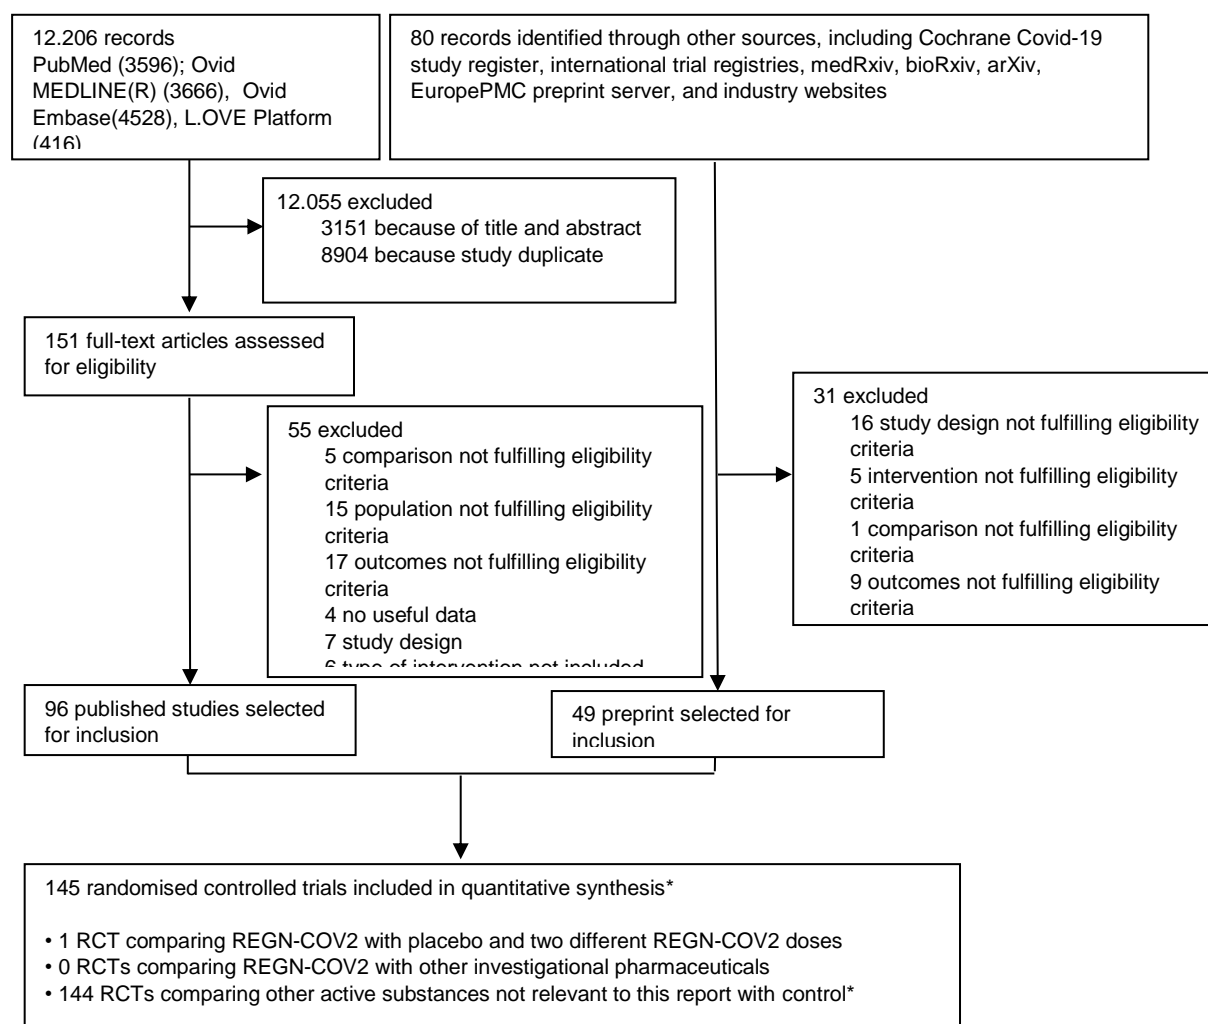 12.206 records
PubMed (3596); Ovid
MEDLINE(R) (3666), Ovid
Embase(4528), L.OVE Platform
(416)
80 records identified through other sources, including Cochrane Covid-19
study register, international trial registries, medRxiv, bioRxiv, arXiv,
EuropePMC preprint server, and industry websites
12.055 excluded
3151 because of title and abstract
8904 because study duplicate
151 full-text articles assessed
for eligibility
55 excluded
5 comparison not fulfilling eligibility
criteria
15 population not fulfilling eligibility
criteria
17 outcomes not fulfilling eligibility
criteria
4 no useful data
7 study design
6 type of intervention not included
31 excluded
16 study design not fulfilling eligibility
criteria
5 intervention not fulfilling eligibility
criteria
1 comparison not fulfilling eligibility
criteria
9 outcomes not fulfilling eligibility
criteria
96 published studies selected
for inclusion
49 preprint selected for
inclusion
145 randomised controlled trials included in quantitative synthesis*
• 1 RCT comparing REGN-COV2 with placebo and two different REGN-COV2 doses
• 0 RCTs comparing REGN-COV2 with other investigational pharmaceuticals
• 144 RCTs comparing other active substances not relevant to this report with control*